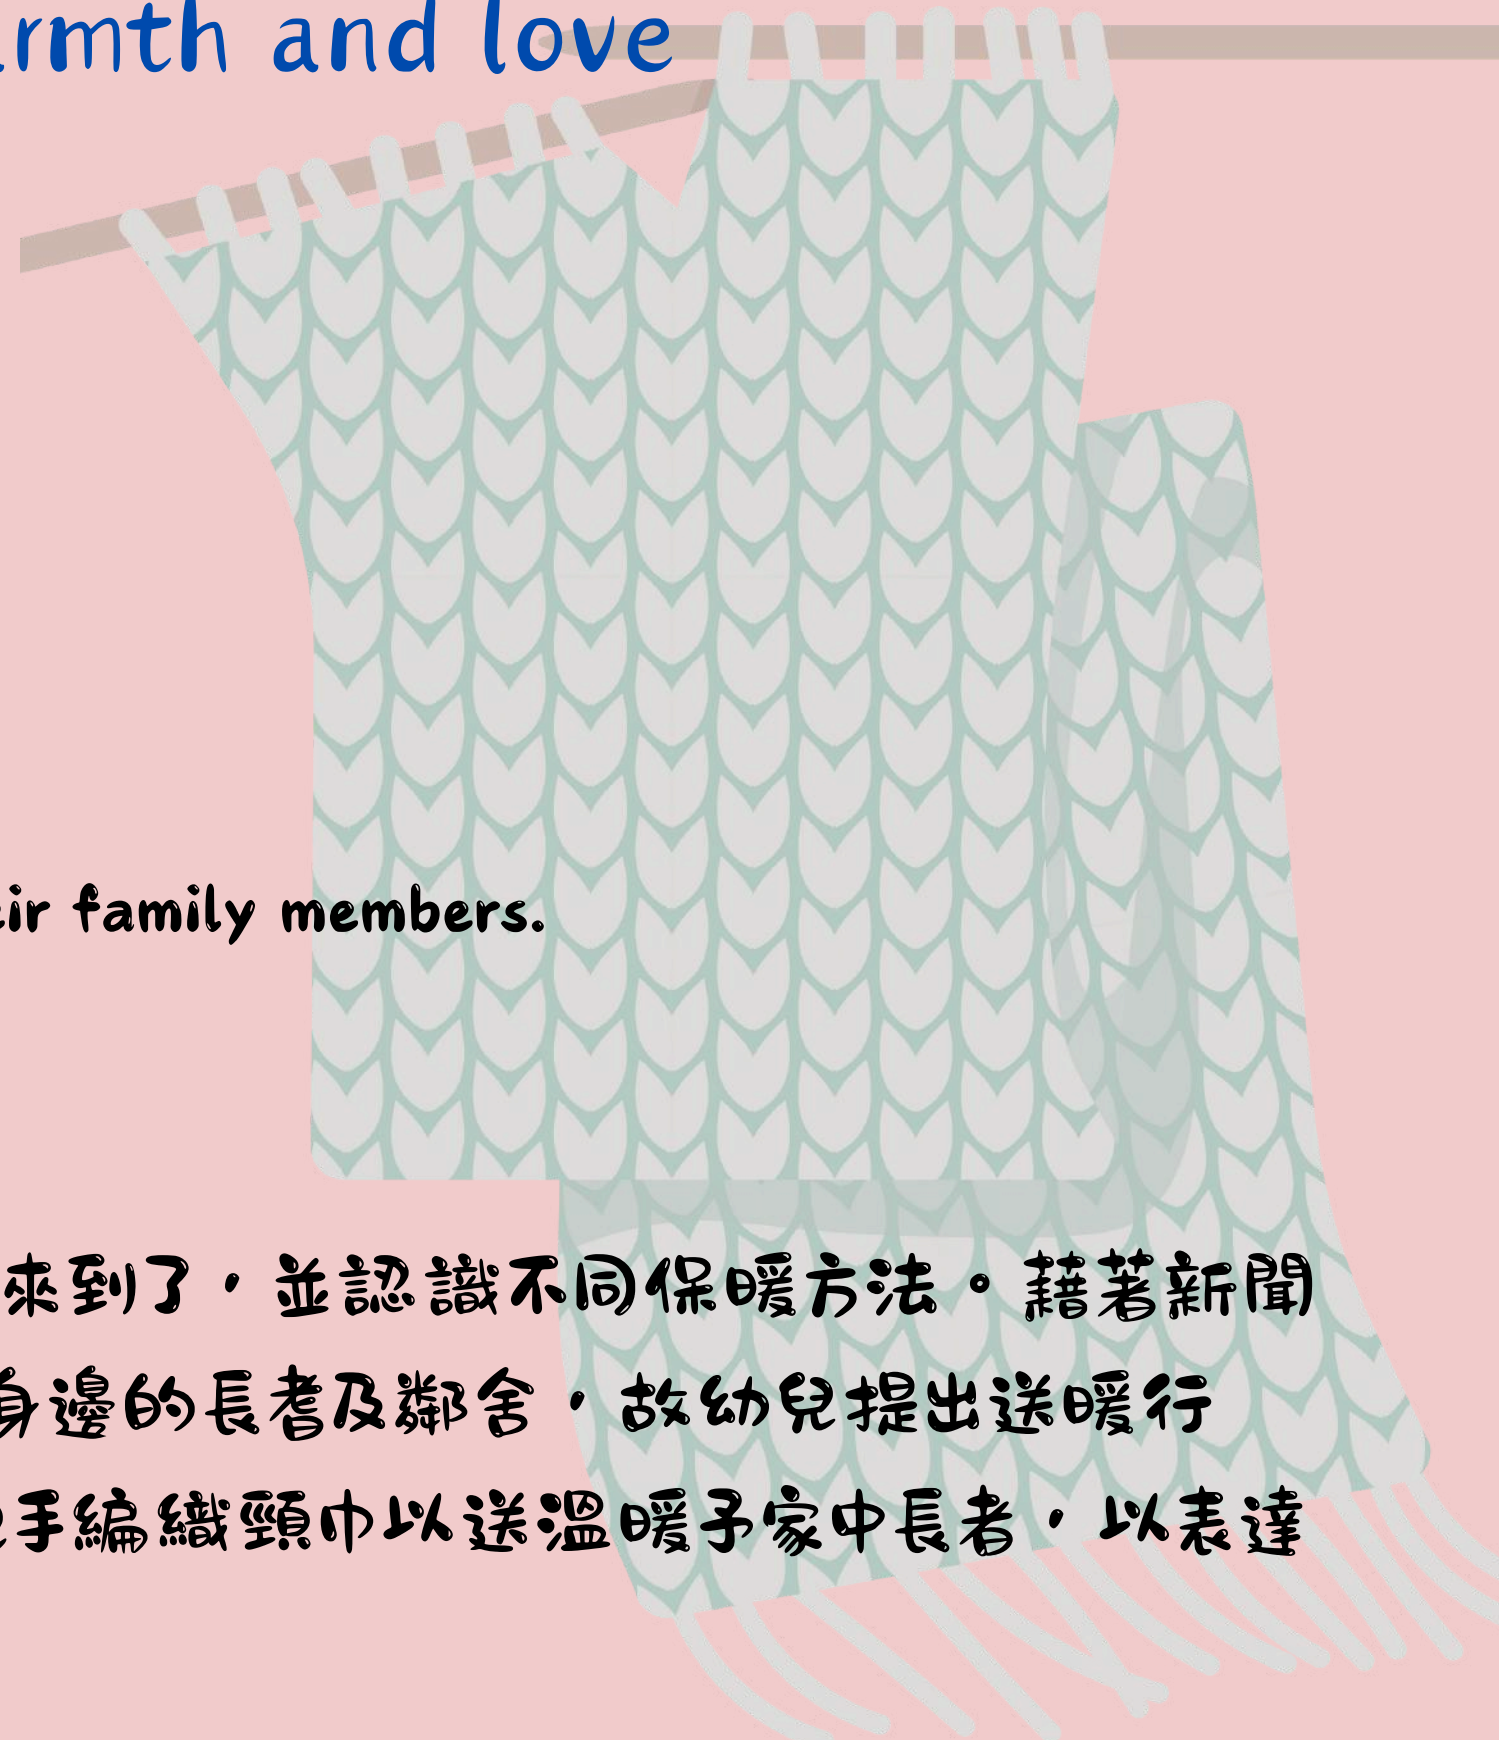 rmth and love
ir family members.
來到了，並認識不同保暖方法。藉著新聞
身邊的長者及鄰舍，故幼兒提出送暖行
手編織頸巾以送溫暖予家中長者，以表達